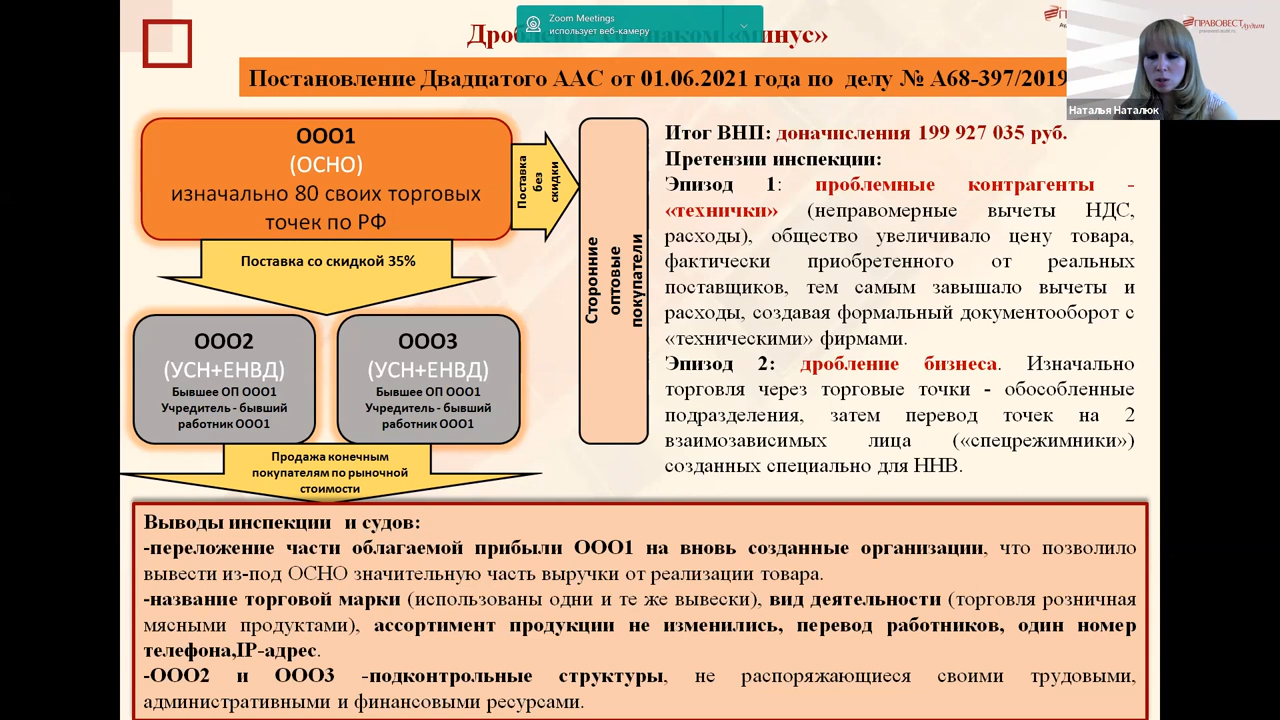 Zoom Meetings
использует веб-камеру
«минус»
ПРАВОВЕСТ
Аудит
Наталья Наталюк
Постановление Двадцатого ААС от 01.06.2021 года по делу № А68-397/2019
ООО1
(ОСНО)
изначально 80 своих торговых
точек по РФ
Поставка
без
скидки
Сторонние
оптовые
покупатели
Поставка со скидкой 35%
ООО2
(УСН+ЕНВД)
Бывшее ОП ООО1
Учредитель - бывший
работник ООО1
ООО3
(УСН+ЕНВД)
Бывшее ОП ООО1
Учредитель - бывший
работник ООО1
Продажа конечным
покупателям по рыночной
стоимости
Итог ВНП: доначисления 199 927 035 руб.
Претензии инспекции:
Эпизод 1: проблемные контрагенты -
«технички» (неправомерные вычеты НДС,
расходы), общество увеличивало цену товара,
фактически приобретенного от реальных
поставщиков, тем самым завышало вычеты и
расходы, создавая формальный документооборот с
«техническими» фирмами.
Эпизод 2: дробление бизнеса. Изначально
торговля через торговые точки - обособленные
подразделения, затем перевод точек на 2
взаимозависимых лица («спецрежимники»)
созданных специально для ННВ.
Выводы инспекции и судов:
-переложение части облагаемой прибыли ООО1 на вновь созданные организации, что позволило
вывести из-под ОСНО значительную часть выручки от реализации товара.
-название торговой марки (использованы одни и те же вывески), вид деятельности (торговля розничная
мясными продуктами), ассортимент продукции не изменились, перевод работников, один номер
телефона,IP-адрес.
-ООО2 и ООО3 -подконтрольные структуры, не распоряжающиеся своими трудовыми,
административными и финансовыми ресурсами.